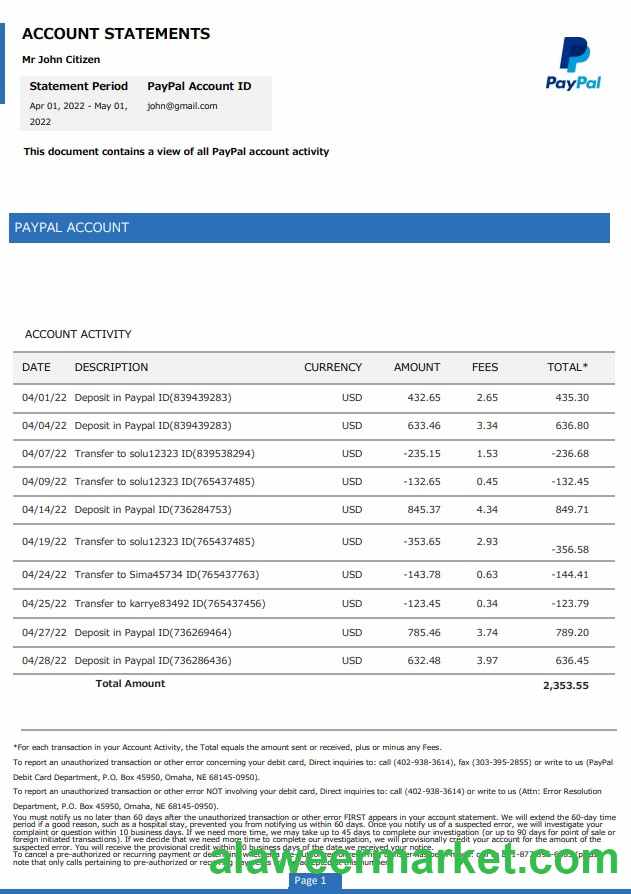 ACCOUNT STATEMENTS
Mr John Citizen
PayPal
Statement Period PayPal Account ID
Apr 01, 2022 - May 01, 2022 john@gmail.com
This document contains a view of all PayPal account activity
PAYPAL ACCOUNT
ACCOUNT ACTIVITY
DATE DESCRIPTION CURRENCY AMOUNT FEES TOTAL*
04/01/22 Deposit in Paypal ID(839439283) USD 432.65 2.65 435.30
04/04/22 Deposit in Paypal ID(839439283) USD 633.46 3.34 636.80
04/07/22 Transfer to solu12323 ID(839538294) USD -235.15 1.53 -236.68
04/09/22 Transfer to solu12323 ID(765437485) USD -132.65 0.45 -132.45
04/14/22 Deposit in Paypal ID(736284753) USD 845.37 4.34 849.71
04/19/22 Transfer to solu12323 ID(765437485) USD -353.65 2.93 -356.58
04/24/22 Transfer to Sima45734 ID(765437763) USD -143.78 0.63 -144.41
04/25/22 Transfer to karrye83492 ID(765437456) USD -123.45 0.34 -123.79
04/27/22 Deposit in Paypal ID(736269464) USD 785.46 3.74 789.20
04/28/22 Deposit in Paypal ID(736286436) USD 632.48 3.97 636.45
Total Amount 2,353.55
*For each transaction in your Account Activity, the Total equals the amount sent or received, plus or minus any Fees.
To report an unauthorized transaction or other error concerning your debit card, Direct inquiries to: call (402-938-3614), fax (303-395-2855) or write to us (PayPal
Debit Card Department, P.O. Box 45950, Omaha, NE 68145-0950).
To report an unauthorized transaction or other error NOT involving your debit card, Direct inquiries to: call (402-938-3614) or write to us (Attn: Error Resolution
Department, P.O. Box 45950, Omaha, NE 68145-0950).
You must notify us no later than 60 days after the unauthorized transaction or other error FIRST appears in your account statement. We will extend the 60-day time
period if a good reason, such as a hospital stay, prevented you from notifying us within 60 days. Once you notify us of a suspected error, we will investigate your
complaint or question within 10 business days. If we need more time, we may take up to 45 days to complete our investigation (or up to 90 days for point of sale or
foreign initiated transactions). If we decide that we need more time to complete our investigation, we will provisionally credit your account for the amount of the
suspected error. You will receive the provisional credit within 10 business days of the date we received your notice.
To cancel a pre-authorized or recurring payment or
note that only calls pertaining to pre-authorized or
alaweermarket.com
Page 1